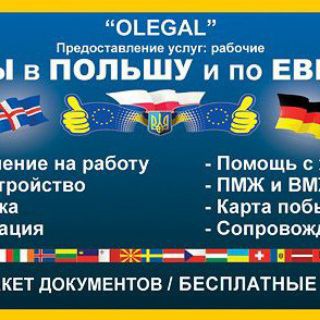 “OLEGAL”
Предоставление услуг: рабочие
Ы в ПОЛЬШУ и по ЕВ
ение на работу
- Помощь с
тройство
- ПМЖ и ВМ
ка
- Карта побы
ация
- Сопровожд
КЕТ ДОКУМЕНТОВ / БЕСПЛАТНЫЕ